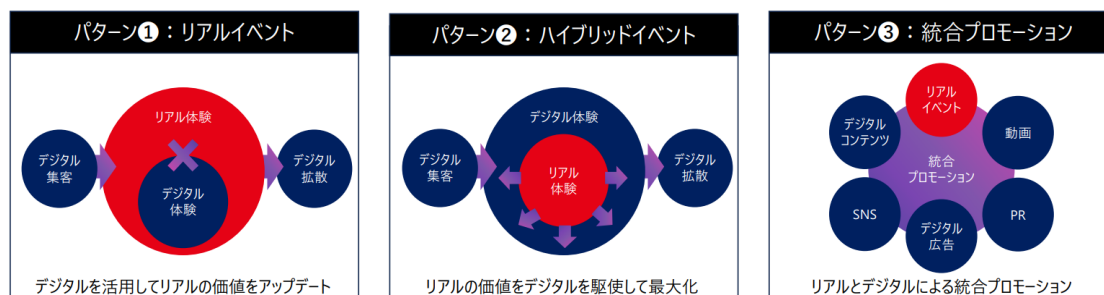 パターン❶：リアルイベント
リアル体験
デジタル
集客
デジタル
体験
デジタル
拡散
デジタルを活用してリアルの価値をアップデート
パターン❷：ハイブリッドイベント
デジタル体験
デジタル
集客
リアル
体験
デジタル
拡散
リアルの価値をデジタルを駆使して最大化
パターン❸：統合プロモーション
リアル
イベント
デジタル
コンテンツ
動画
統合
プロモーション
SNS
PR
デジタル
広告
リアルとデジタルによる統合プロモーション